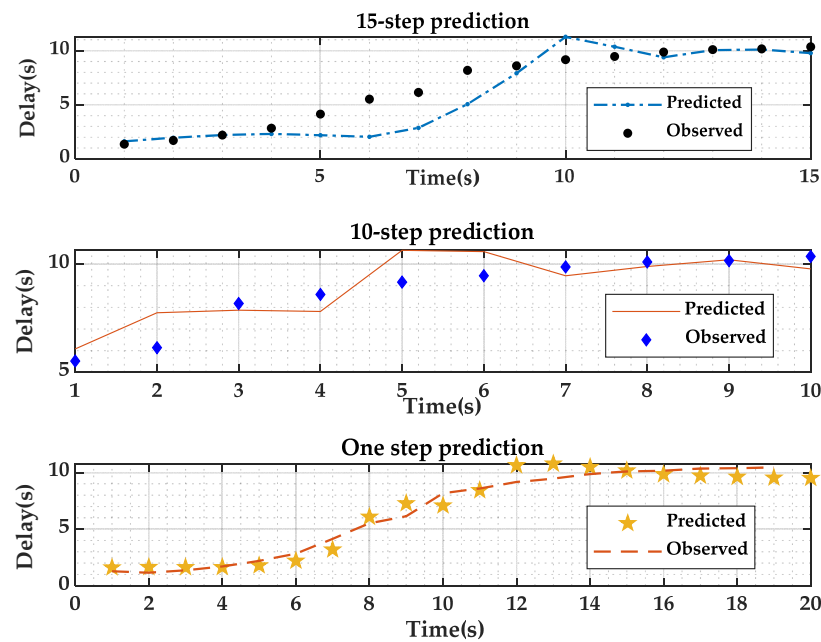 15-step prediction
Delay(s)
10
5
0
Predicted
Observed
0 5 10 15
Time(s)
10-step prediction
Delay(s)
10
5
Predicted
Observed
1 2 3 4 5 6 7 8 9 10
Time(s)
One step prediction
Delay(s)
10
5
0
Predicted
Observed
0 2 4 6 8 10 12 14 16 18 20
Time(s)